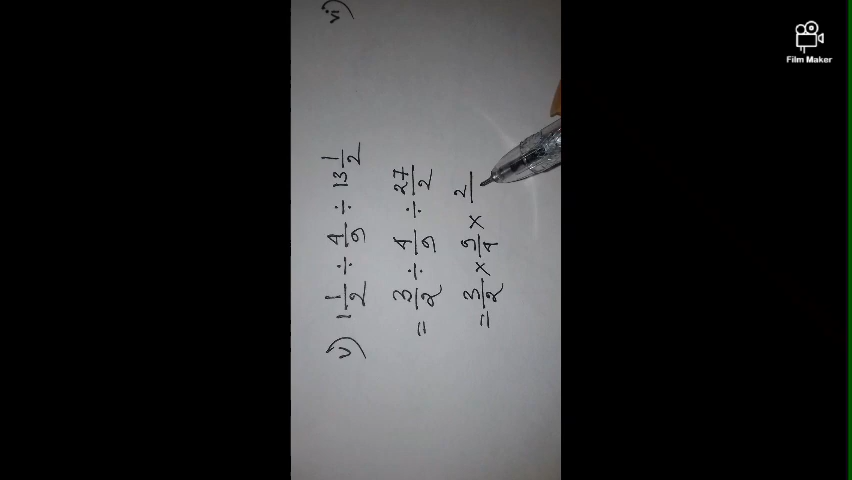 vi)
v) 1 1/2 ÷ 4/9 ÷ 13 1/2
= 3/2 ÷ 4/9 ÷ 27/2
= 3/2 × 9/4 × 2/
Film Maker